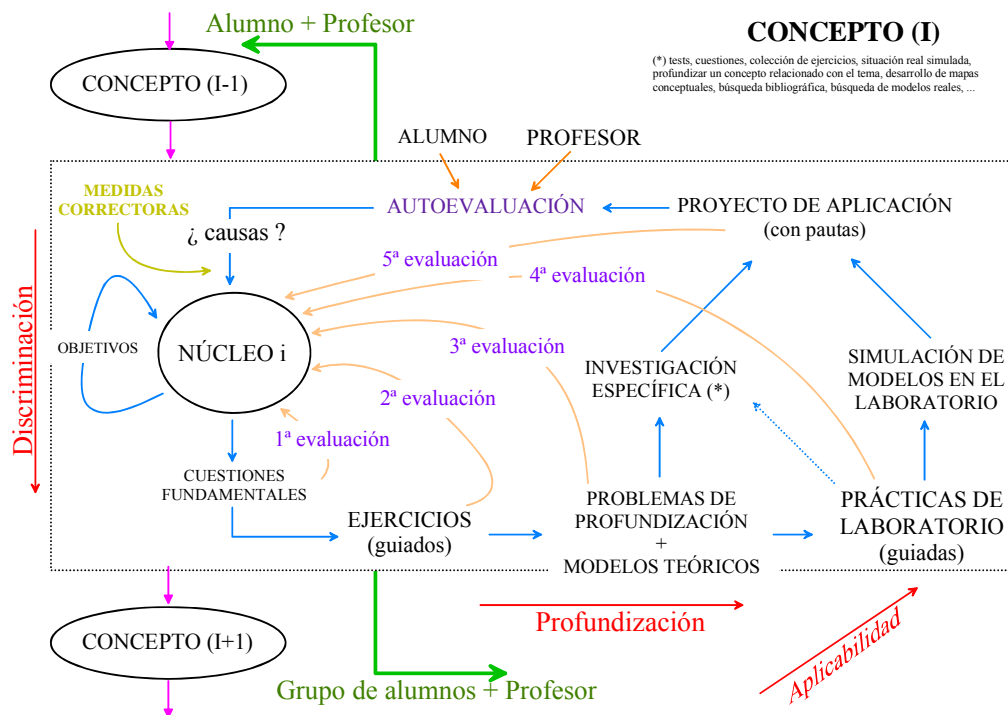 Alumno + Profesor
CONCEPTO (I)
(*) tests, cuestiones, colección de ejercicios, situación real simulada,
profundizar un concepto relacionado con el tema, desarrollo de mapas
conceptuales, búsqueda bibliográfica, búsqueda de modelos reales, ...
CONCEPTO (I-1)
ALUMNO
PROFESOR
MEDIDAS
CORRECTORAS
AUTOEVALUACIÓN
PROYECTO DE APLICACIÓN
(con pautas)
¿ causas ?
5ª evaluación
4ª evaluación
Discriminación
OBJETIVOS
NÚCLEO i
3ª evaluación
INVESTIGACIÓN
ESPECÍFICA (*)
SIMULACIÓN DE
MODELOS EN EL
LABORATORIO
2ª evaluación
1ª evaluación
CUESTIONES
FUNDAMENTALES
EJERCICIOS
(guiados)
PROBLEMAS DE
PROFUNDIZACIÓN
+
MODELOS TEÓRICOS
PRÁCTICAS DE
LABORATORIO
(guiadas)
Profundización
Aplicabilidad
CONCEPTO (I+1)
Grupo de alumnos + Profesor